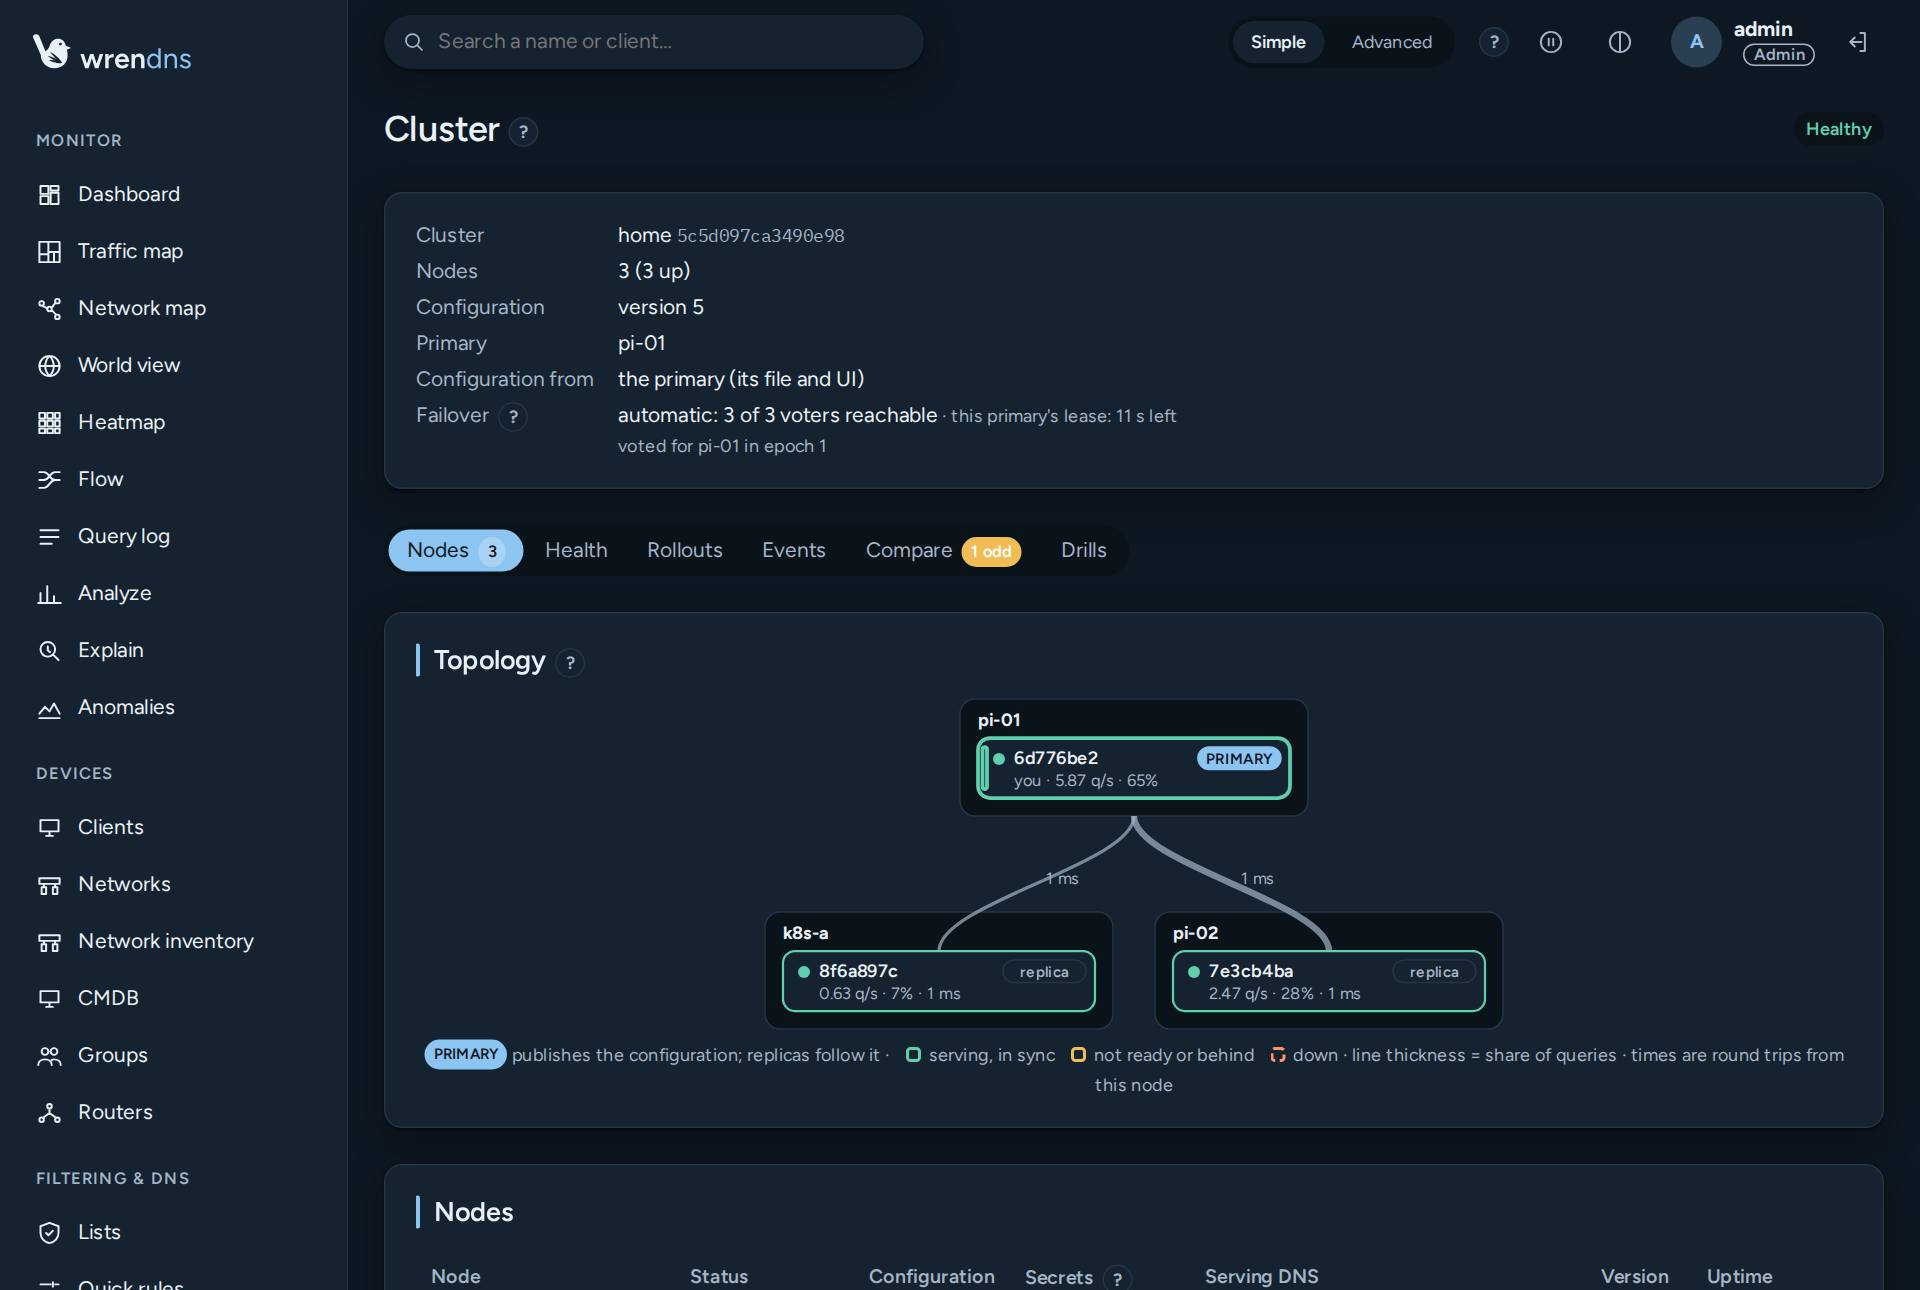 wrendns
MONITOR
Dashboard
Traffic map
Network map
World view
Heatmap
Flow
Query log
Analyze
Explain
Anomalies
DEVICES
Clients
Networks
Network inventory
CMDB
Groups
Routers
FILTERING & DNS
Lists
Quick rules
Search a name or client...
Simple Advanced ? A admin
Admin
Cluster ? Healthy
Cluster home 5c5d097ca3490e98
Nodes 3 (3 up)
Configuration version 5
Primary pi-01
Configuration from the primary (its file and UI)
Failover ? automatic: 3 of 3 voters reachable · this primary's lease: 11 s left
voted for pi-01 in epoch 1
Nodes 3 Health Rollouts Events Compare 1 odd Drills
Topology ?
pi-01
6d776be2 PRIMARY
you · 5.87 q/s · 65%
1 ms 1 ms
k8s-a
8f6a897c replica
0.63 q/s · 7% · 1 ms
pi-02
7e3cb4ba replica
2.47 q/s · 28% · 1 ms
PRIMARY publishes the configuration; replicas follow it · serving, in sync not ready or behind down · line thickness = share of queries · times are round trips from
this node
Nodes
Node Status Configuration Secrets ? Serving DNS Version Uptime